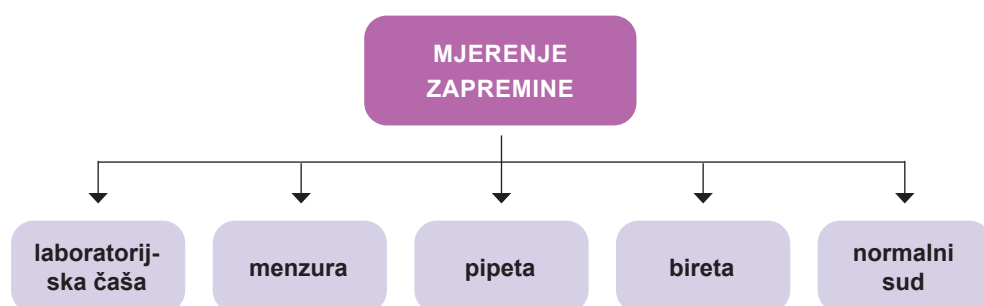 MJERENJE
ZAPREMINE
laboratorij-
ska čaša
menzura
pipeta
bireta
normalni
sud